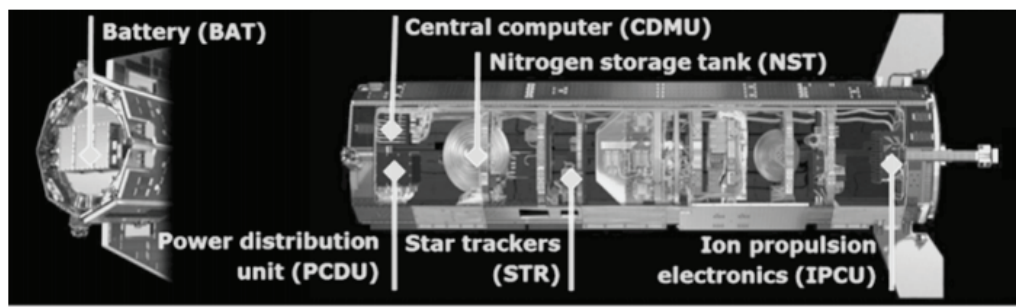 Battery (BAT)
Central computer (CDMU)
Nitrogen storage tank (NST)
Power distribution
unit (PCDU)
Star trackers
(STR)
Ion propulsion
electronics (IPCU)